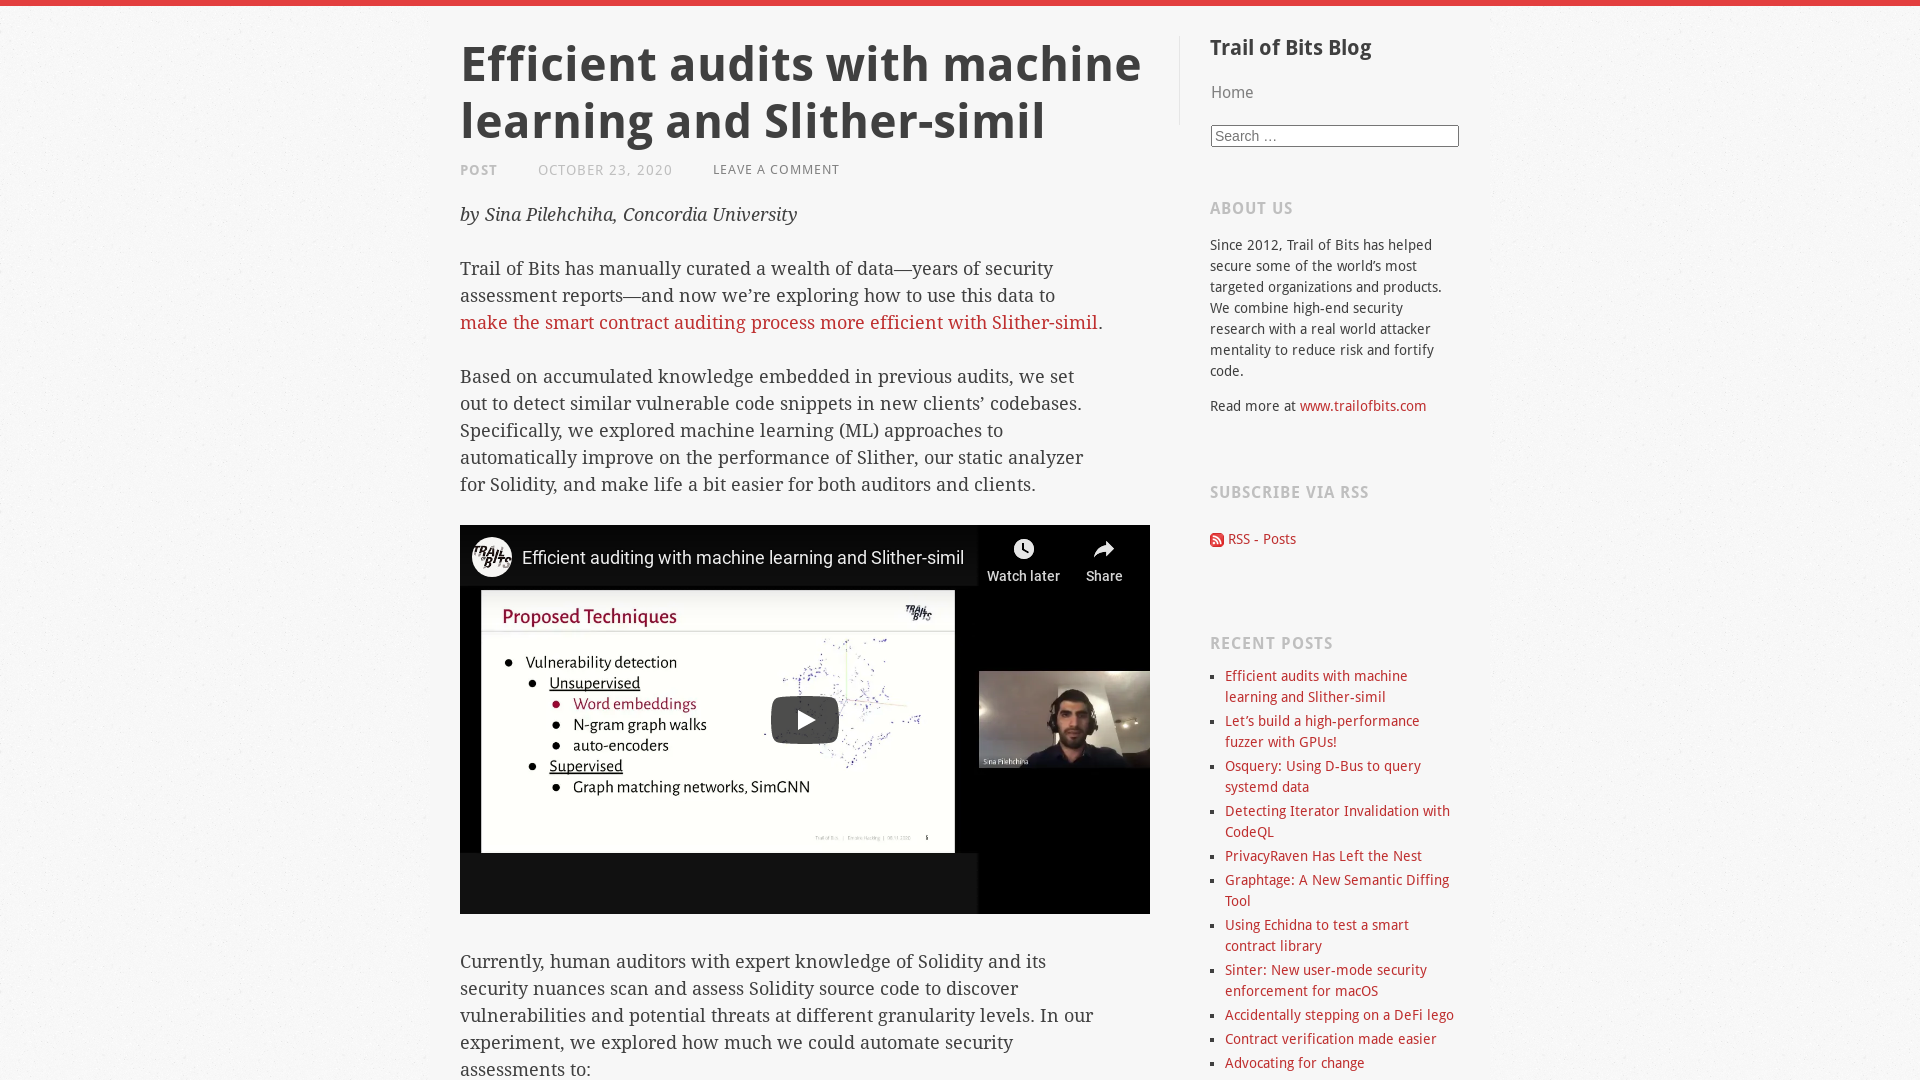 Efficient audits with machine
learning and Slither-simil
POST OCTOBER 23, 2020 LEAVE A COMMENT
by Sina Pilehchiha, Concordia University
Trail of Bits has manually curated a wealth of data—years of security
assessment reports—and now we’re exploring how to use this data to
make the smart contract auditing process more efficient with Slither-simil.
Based on accumulated knowledge embedded in previous audits, we set
out to detect similar vulnerable code snippets in new clients’ codebases.
Specifically, we explored machine learning (ML) approaches to
automatically improve on the performance of Slither, our static analyzer
for Solidity, and make life a bit easier for both auditors and clients.
TRAIL OF BITS
Efficient auditing with machine learning and Slither-simil
Watch later
Share
Proposed Techniques
TRAIL OF BITS
● Vulnerability detection
● Unsupervised
● Word embeddings
● N-gram graph walks
● auto-encoders
● Supervised
● Graph matching networks, SimGNN
Sina Pilehchiha
Currently, human auditors with expert knowledge of Solidity and its
security nuances scan and assess Solidity source code to discover
vulnerabilities and potential threats at different granularity levels. In our
experiment, we explored how much we could automate security
assessments to:
Trail of Bits Blog
Home
Search …
ABOUT US
Since 2012, Trail of Bits has helped
secure some of the world’s most
targeted organizations and products.
We combine high-end security
research with a real world attacker
mentality to reduce risk and fortify
code.
Read more at www.trailofbits.com
SUBSCRIBE VIA RSS
RSS - Posts
RECENT POSTS
Efficient audits with machine
learning and Slither-simil
Let’s build a high-performance
fuzzer with GPUs!
Osquery: Using D-Bus to query
systemd data
Detecting Iterator Invalidation with
CodeQL
PrivacyRaven Has Left the Nest
Graphtage: A New Semantic Diffing
Tool
Using Echidna to test a smart
contract library
Sinter: New user-mode security
enforcement for macOS
Accidentally stepping on a DeFi lego
Contract verification made easier
Advocating for change